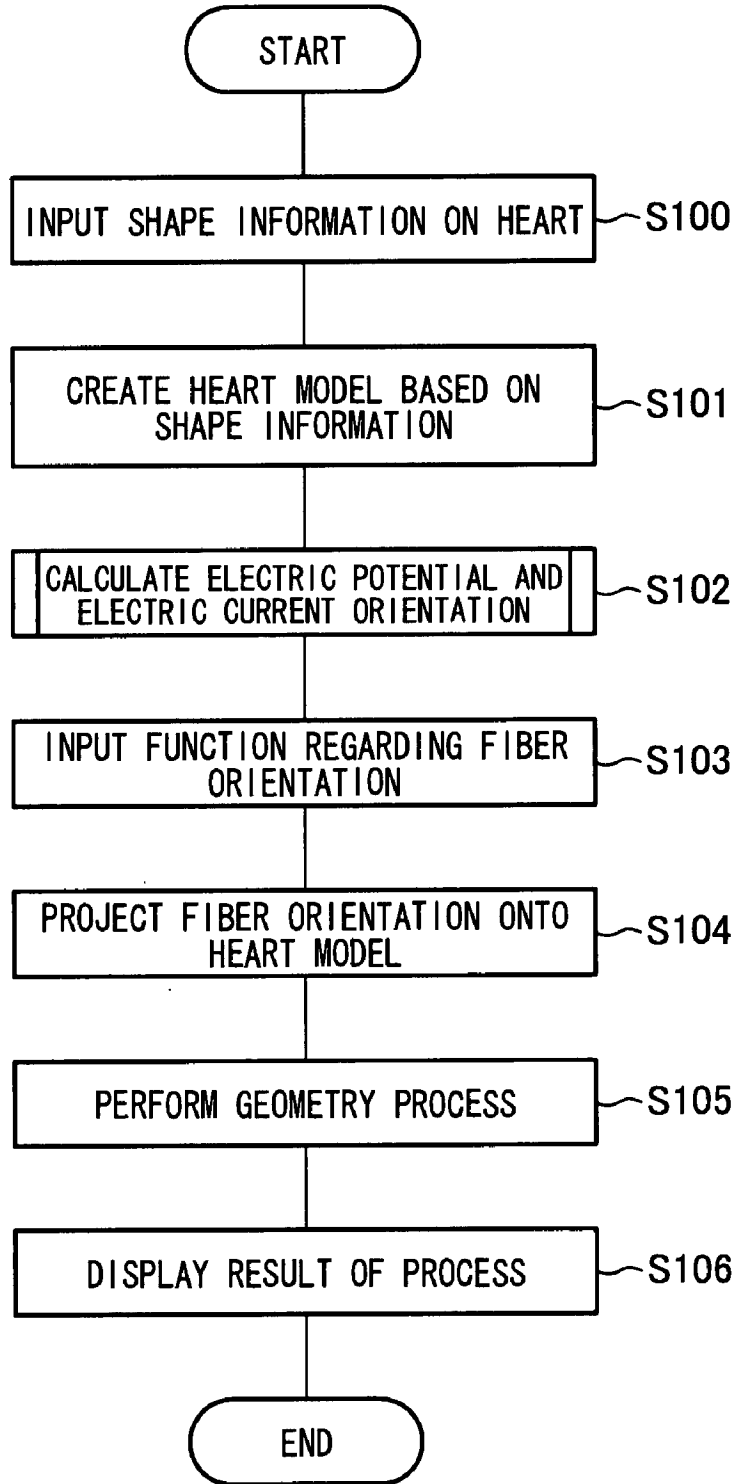 START
INPUT SHAPE INFORMATION ON HEART
S100
CREATE HEART MODEL BASED ON
SHAPE INFORMATION
S101
CALCULATE ELECTRIC POTENTIAL AND
ELECTRIC CURRENT ORIENTATION
S102
INPUT FUNCTION REGARDING FIBER
ORIENTATION
S103
PROJECT FIBER ORIENTATION ONTO
HEART MODEL
S104
PERFORM GEOMETRY PROCESS
S105
DISPLAY RESULT OF PROCESS
S106
END